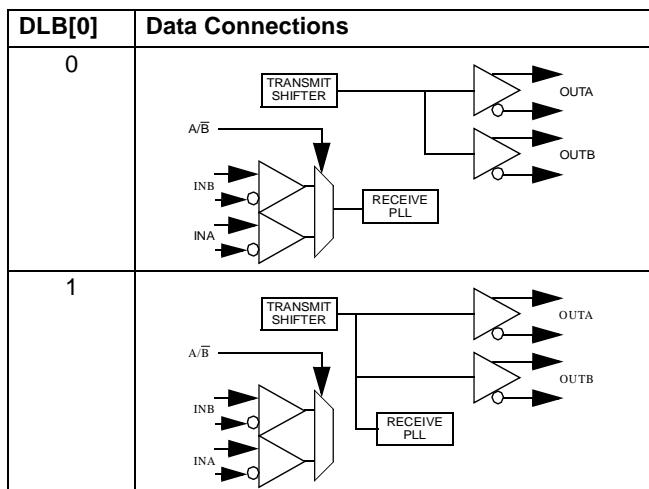 DLB[0] Data Connections
0
TRANSMIT
SHIFTER
OUTA
A/B̅
OUTB
INB
RECEIVE
PLL
INA
1
TRANSMIT
SHIFTER
OUTA
A/B̅
OUTB
INB
RECEIVE
PLL
INA